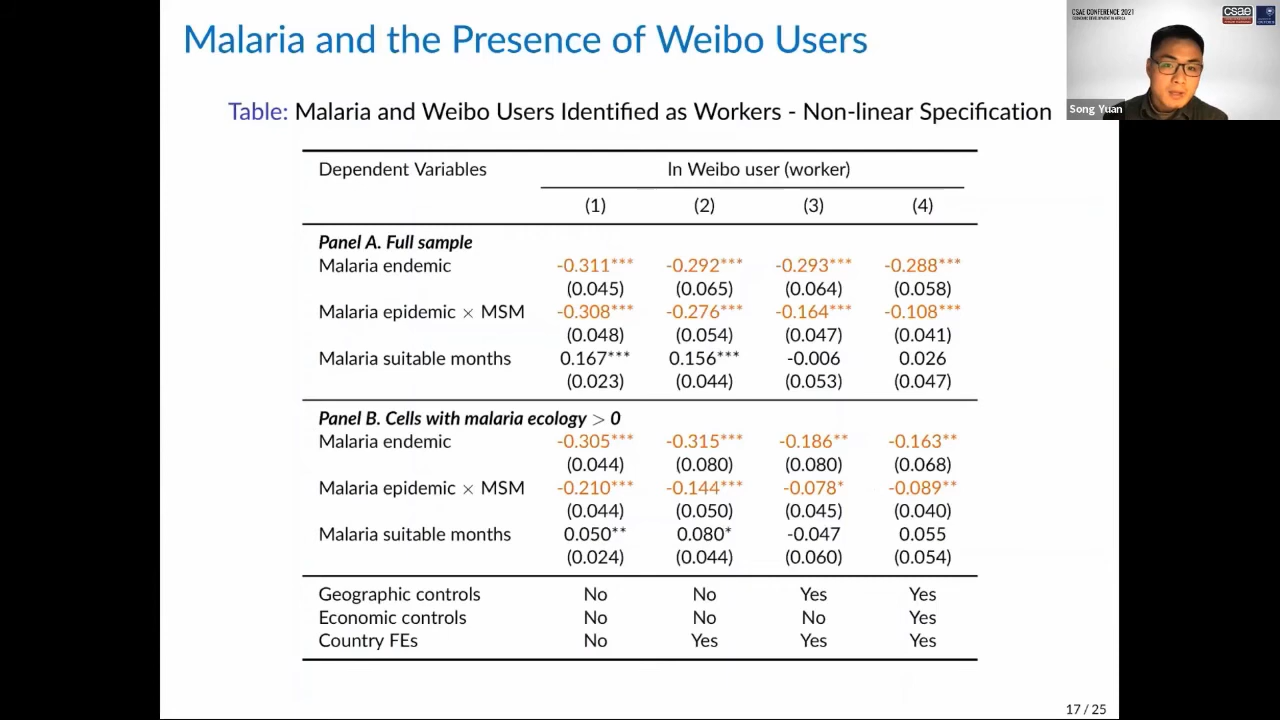 Malaria and the Presence of Weibo Users
CSAE CONFERENCE 2021
ECONOMIC DEVELOPMENT IN AFRICA
csae
Song Yuan
Table: Malaria and Weibo Users Identified as Workers - Non-linear Specification
Dependent Variables ln Weibo user (worker)
(1) (2) (3) (4)
Panel A. Full sample
Malaria endemic -0.311*** -0.292*** -0.293*** -0.288***
(0.045) (0.065) (0.064) (0.058)
Malaria epidemic × MSM -0.308*** -0.276*** -0.164*** -0.108***
(0.048) (0.054) (0.047) (0.041)
Malaria suitable months 0.167*** 0.156*** -0.006 0.026
(0.023) (0.044) (0.053) (0.047)
Panel B. Cells with malaria ecology > 0
Malaria endemic -0.305*** -0.315*** -0.186** -0.163**
(0.044) (0.080) (0.080) (0.068)
Malaria epidemic × MSM -0.210*** -0.144*** -0.078* -0.089**
(0.044) (0.050) (0.045) (0.040)
Malaria suitable months 0.050** 0.080* -0.047 0.055
(0.024) (0.044) (0.060) (0.054)
Geographic controls No No Yes Yes
Economic controls No No No Yes
Country FEs No Yes Yes Yes
17 / 25